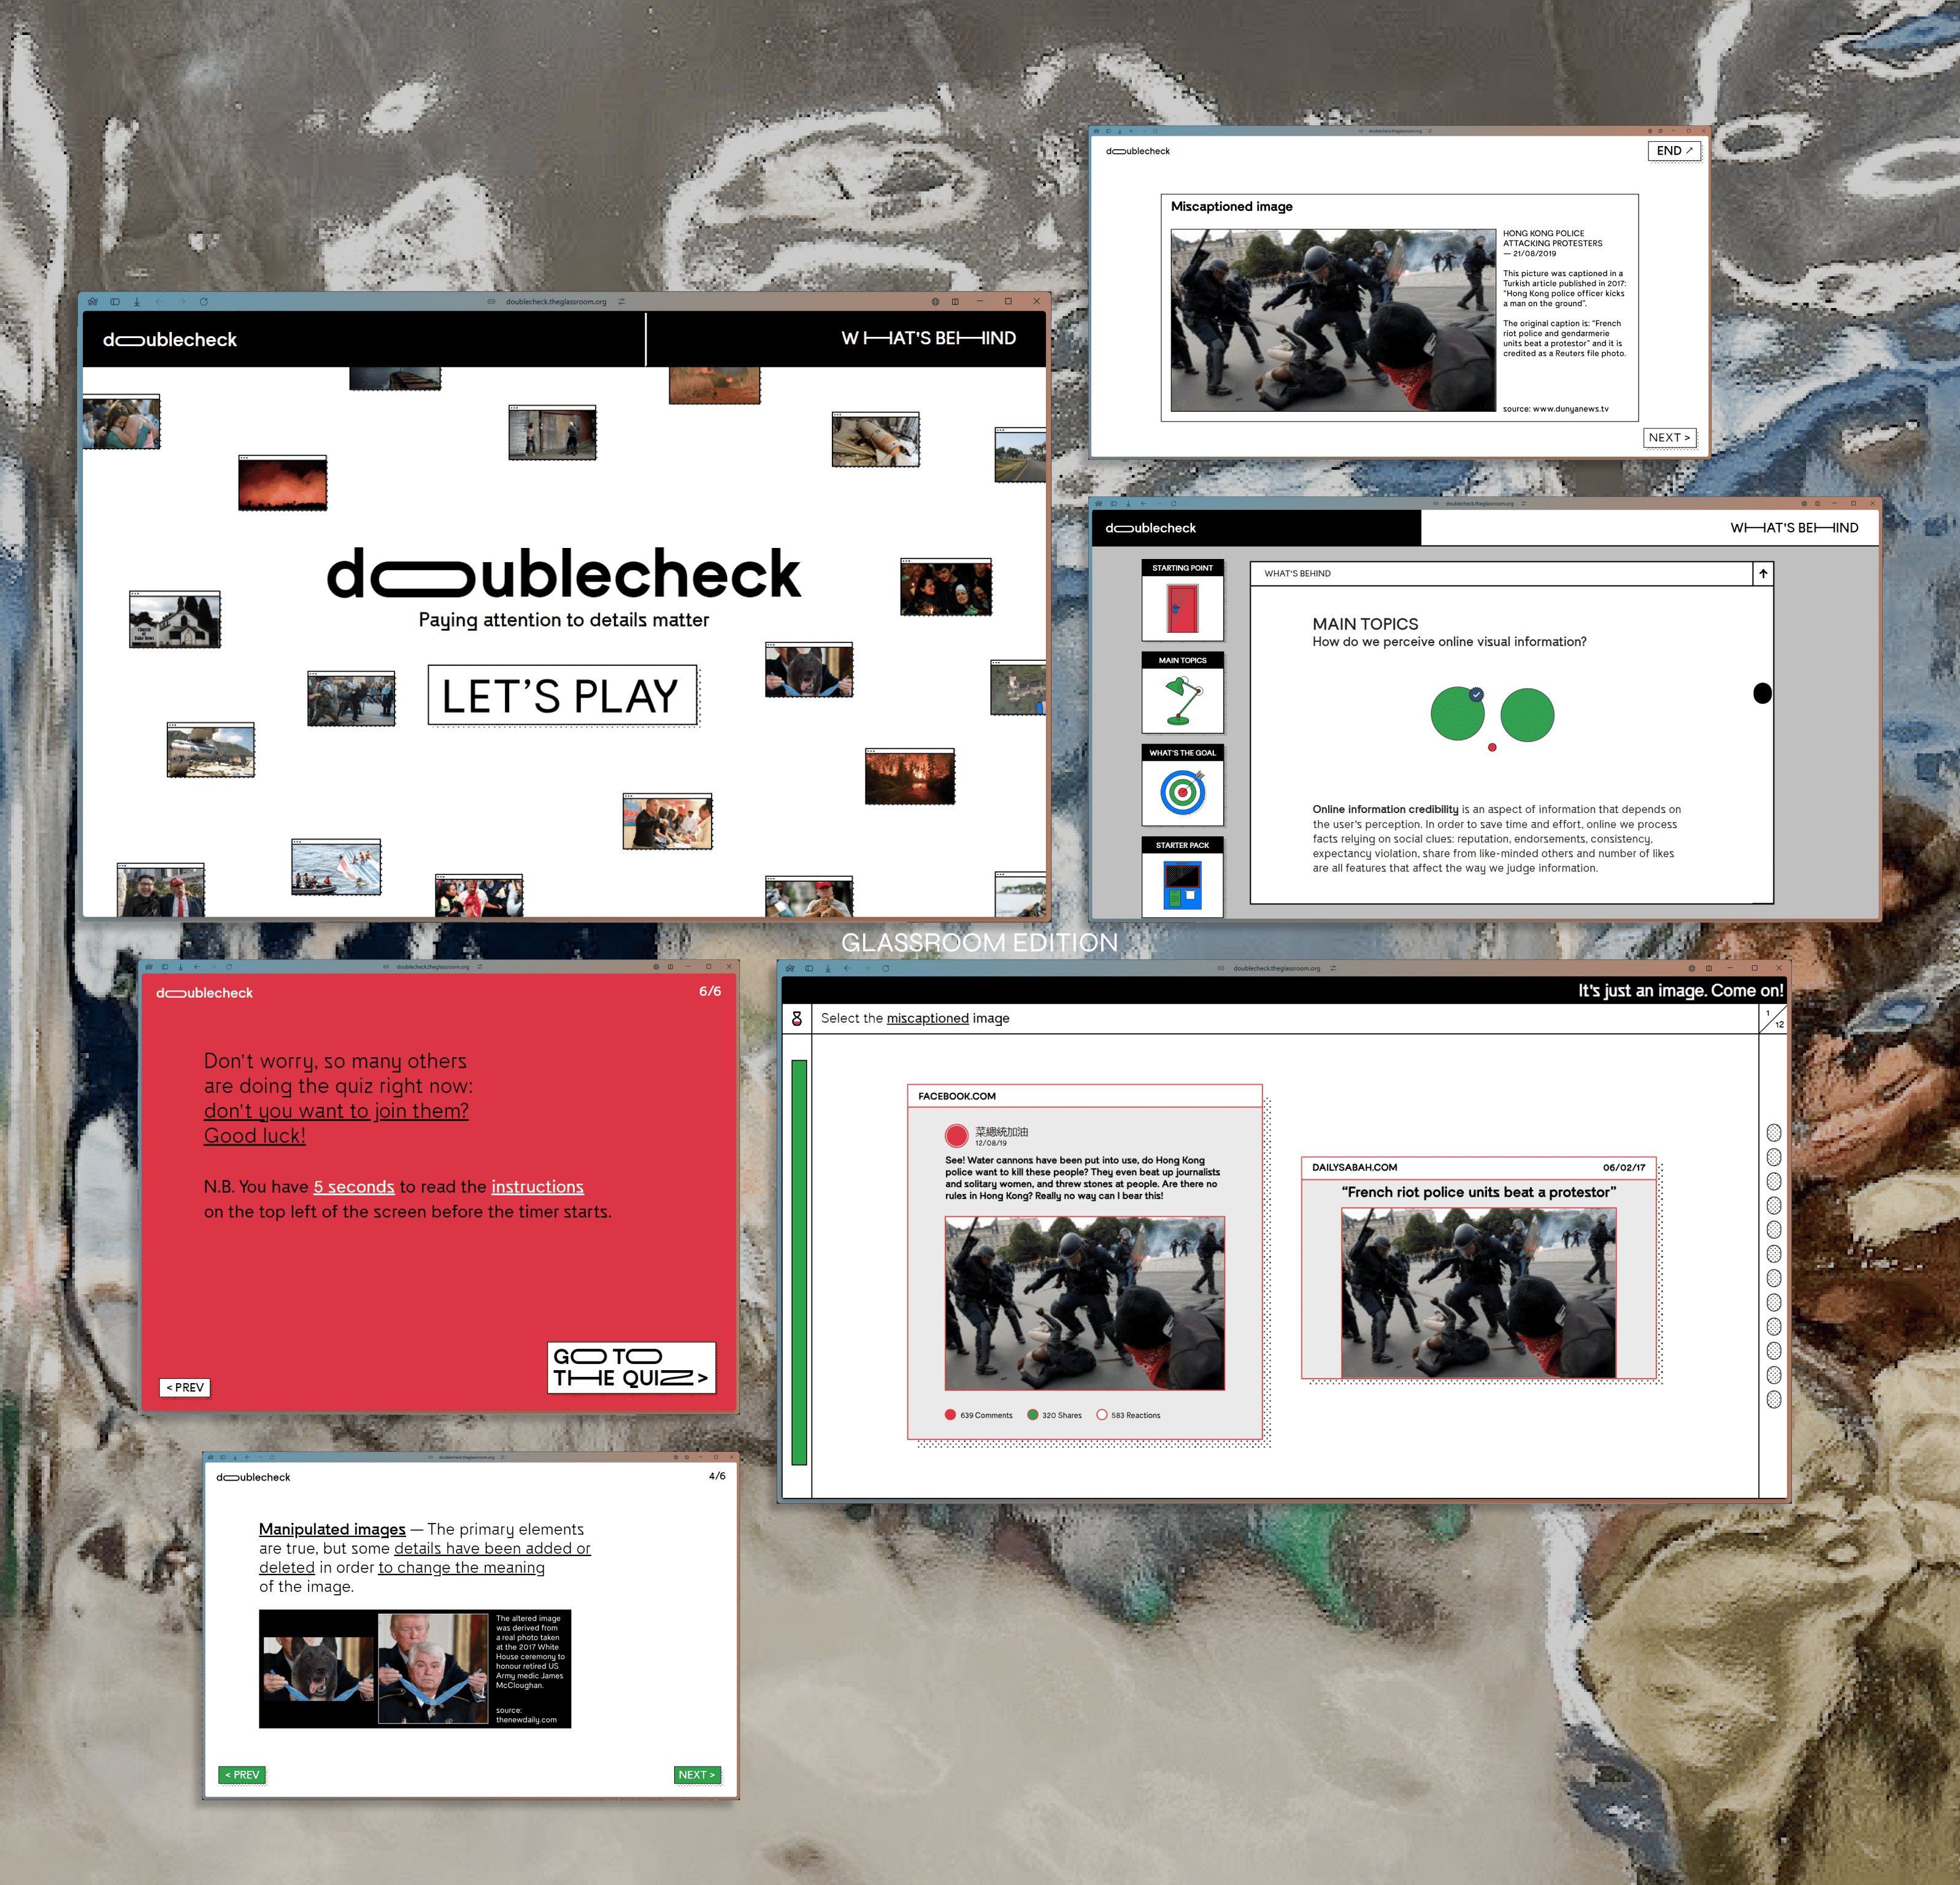 doublecheck
END ↗
Miscaptioned image
HONG KONG POLICE
ATTACKING PROTESTERS
— 21/08/2019
This picture was captioned in a
Turkish article published in 2017:
“Hong Kong police officer kicks
a man on the ground”.
The original caption is: “French
riot police and gendarmerie
units beat a protestor” and it is
credited as a Reuters file photo.
source: www.dunyanews.tv
NEXT >
doublecheck.theglassroom.org
doublecheck
WHAT'S BEHIND
doublecheck
Paying attention to details matter
LET’S PLAY
doublecheck.theglassroom.org
doublecheck
WHAT'S BEHIND
STARTING POINT
MAIN TOPICS
WHAT'S THE GOAL
STARTER PACK
WHAT'S BEHIND
MAIN TOPICS
How do we perceive online visual information?
Online information credibility is an aspect of information that depends on
the user's perception. In order to save time and effort, online we process
facts relying on social clues: reputation, endorsements, consistency,
expectancy violation, share from like-minded others and number of likes
are all features that affect the way we judge information.
GLASSROOM EDITION
doublecheck.theglassroom.org
doublecheck
6/6
Don't worry, so many others
are doing the quiz right now:
don't you want to join them?
Good luck!
N.B. You have 5 seconds to read the instructions
on the top left of the screen before the timer starts.
< PREV
GO TO
THE QUIZ >
doublecheck.theglassroom.org
It's just an image. Come on!
Select the miscaptioned image
1/12
FACEBOOK.COM
菜總統加油
12/08/19
See! Water cannons have been put into use, do Hong Kong
police want to kill these people? They even beat up journalists
and solitary women, and threw stones at people. Are there no
rules in Hong Kong? Really no way can I bear this!
639 Comments
320 Shares
583 Reactions
DAILYSABAH.COM
06/02/17
“French riot police units beat a protestor”
doublecheck
4/6
Manipulated images — The primary elements
are true, but some details have been added or
deleted in order to change the meaning
of the image.
The altered image
was derived from
a real photo taken
at the 2017 White
House ceremony to
honour retired US
Army medic James
McCloughan.
source:
thenewdaily.com
< PREV
NEXT >